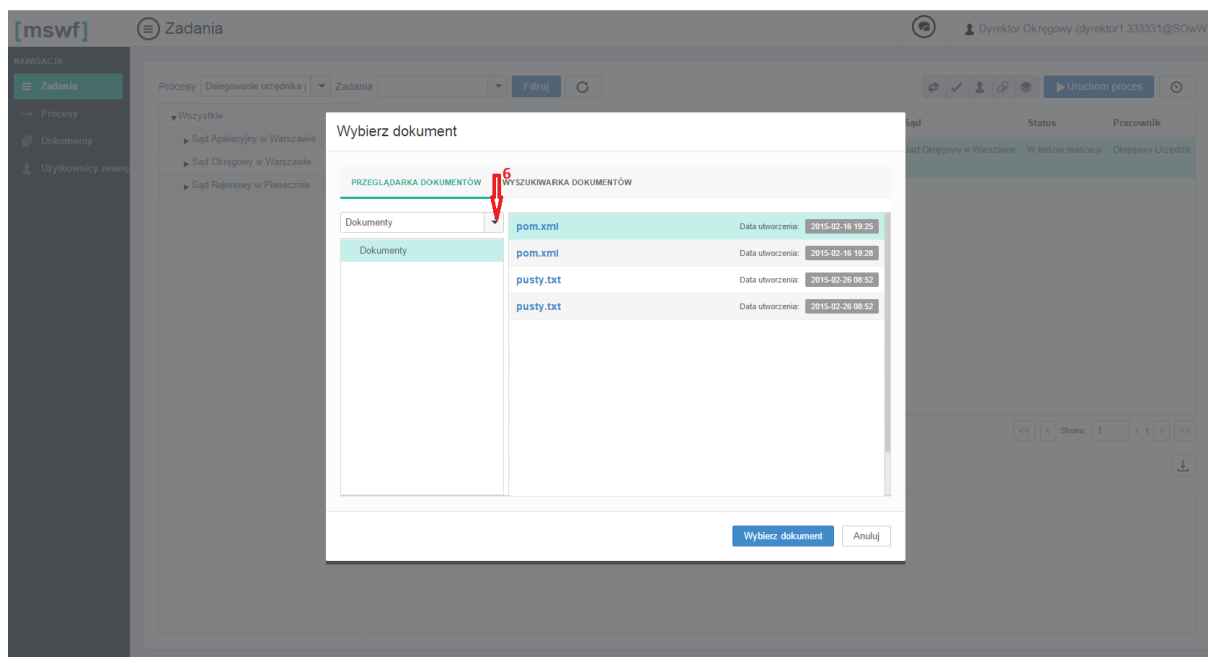 [mswf]
Zadania
Dyrektor Okręgowy (dyrektor1:333331@SOwW
NAWIGACJA
Zadania
Procesy
Dokumenty
Użytkownicy zewnę
Procesy Delegowanie urzędnika Zadania Filtruj Uruchom proces
Wszystkie
Sąd Apelacyjny w Warszawie
Sąd Okręgowy w Warszawie
Sąd Rejonowy w Piasecznie
Sąd Status Pracownik
Sąd Okręgowy w Warszawie W trakcie realizacji Okręgowy Urzędnik
Wybierz dokument
6
PRZEGLĄDARKA DOKUMENTÓW WYSZUKIWARKA DOKUMENTÓW
Dokumenty
Dokumenty
pom.xml Data utworzenia: 2015-02-16 19:25
pom.xml Data utworzenia: 2015-02-16 19:28
pusty.txt Data utworzenia: 2015-02-26 08:52
pusty.txt Data utworzenia: 2015-02-26 08:52
<< < Strona: 1 / 1 > >>
Wybierz dokument Anuluj